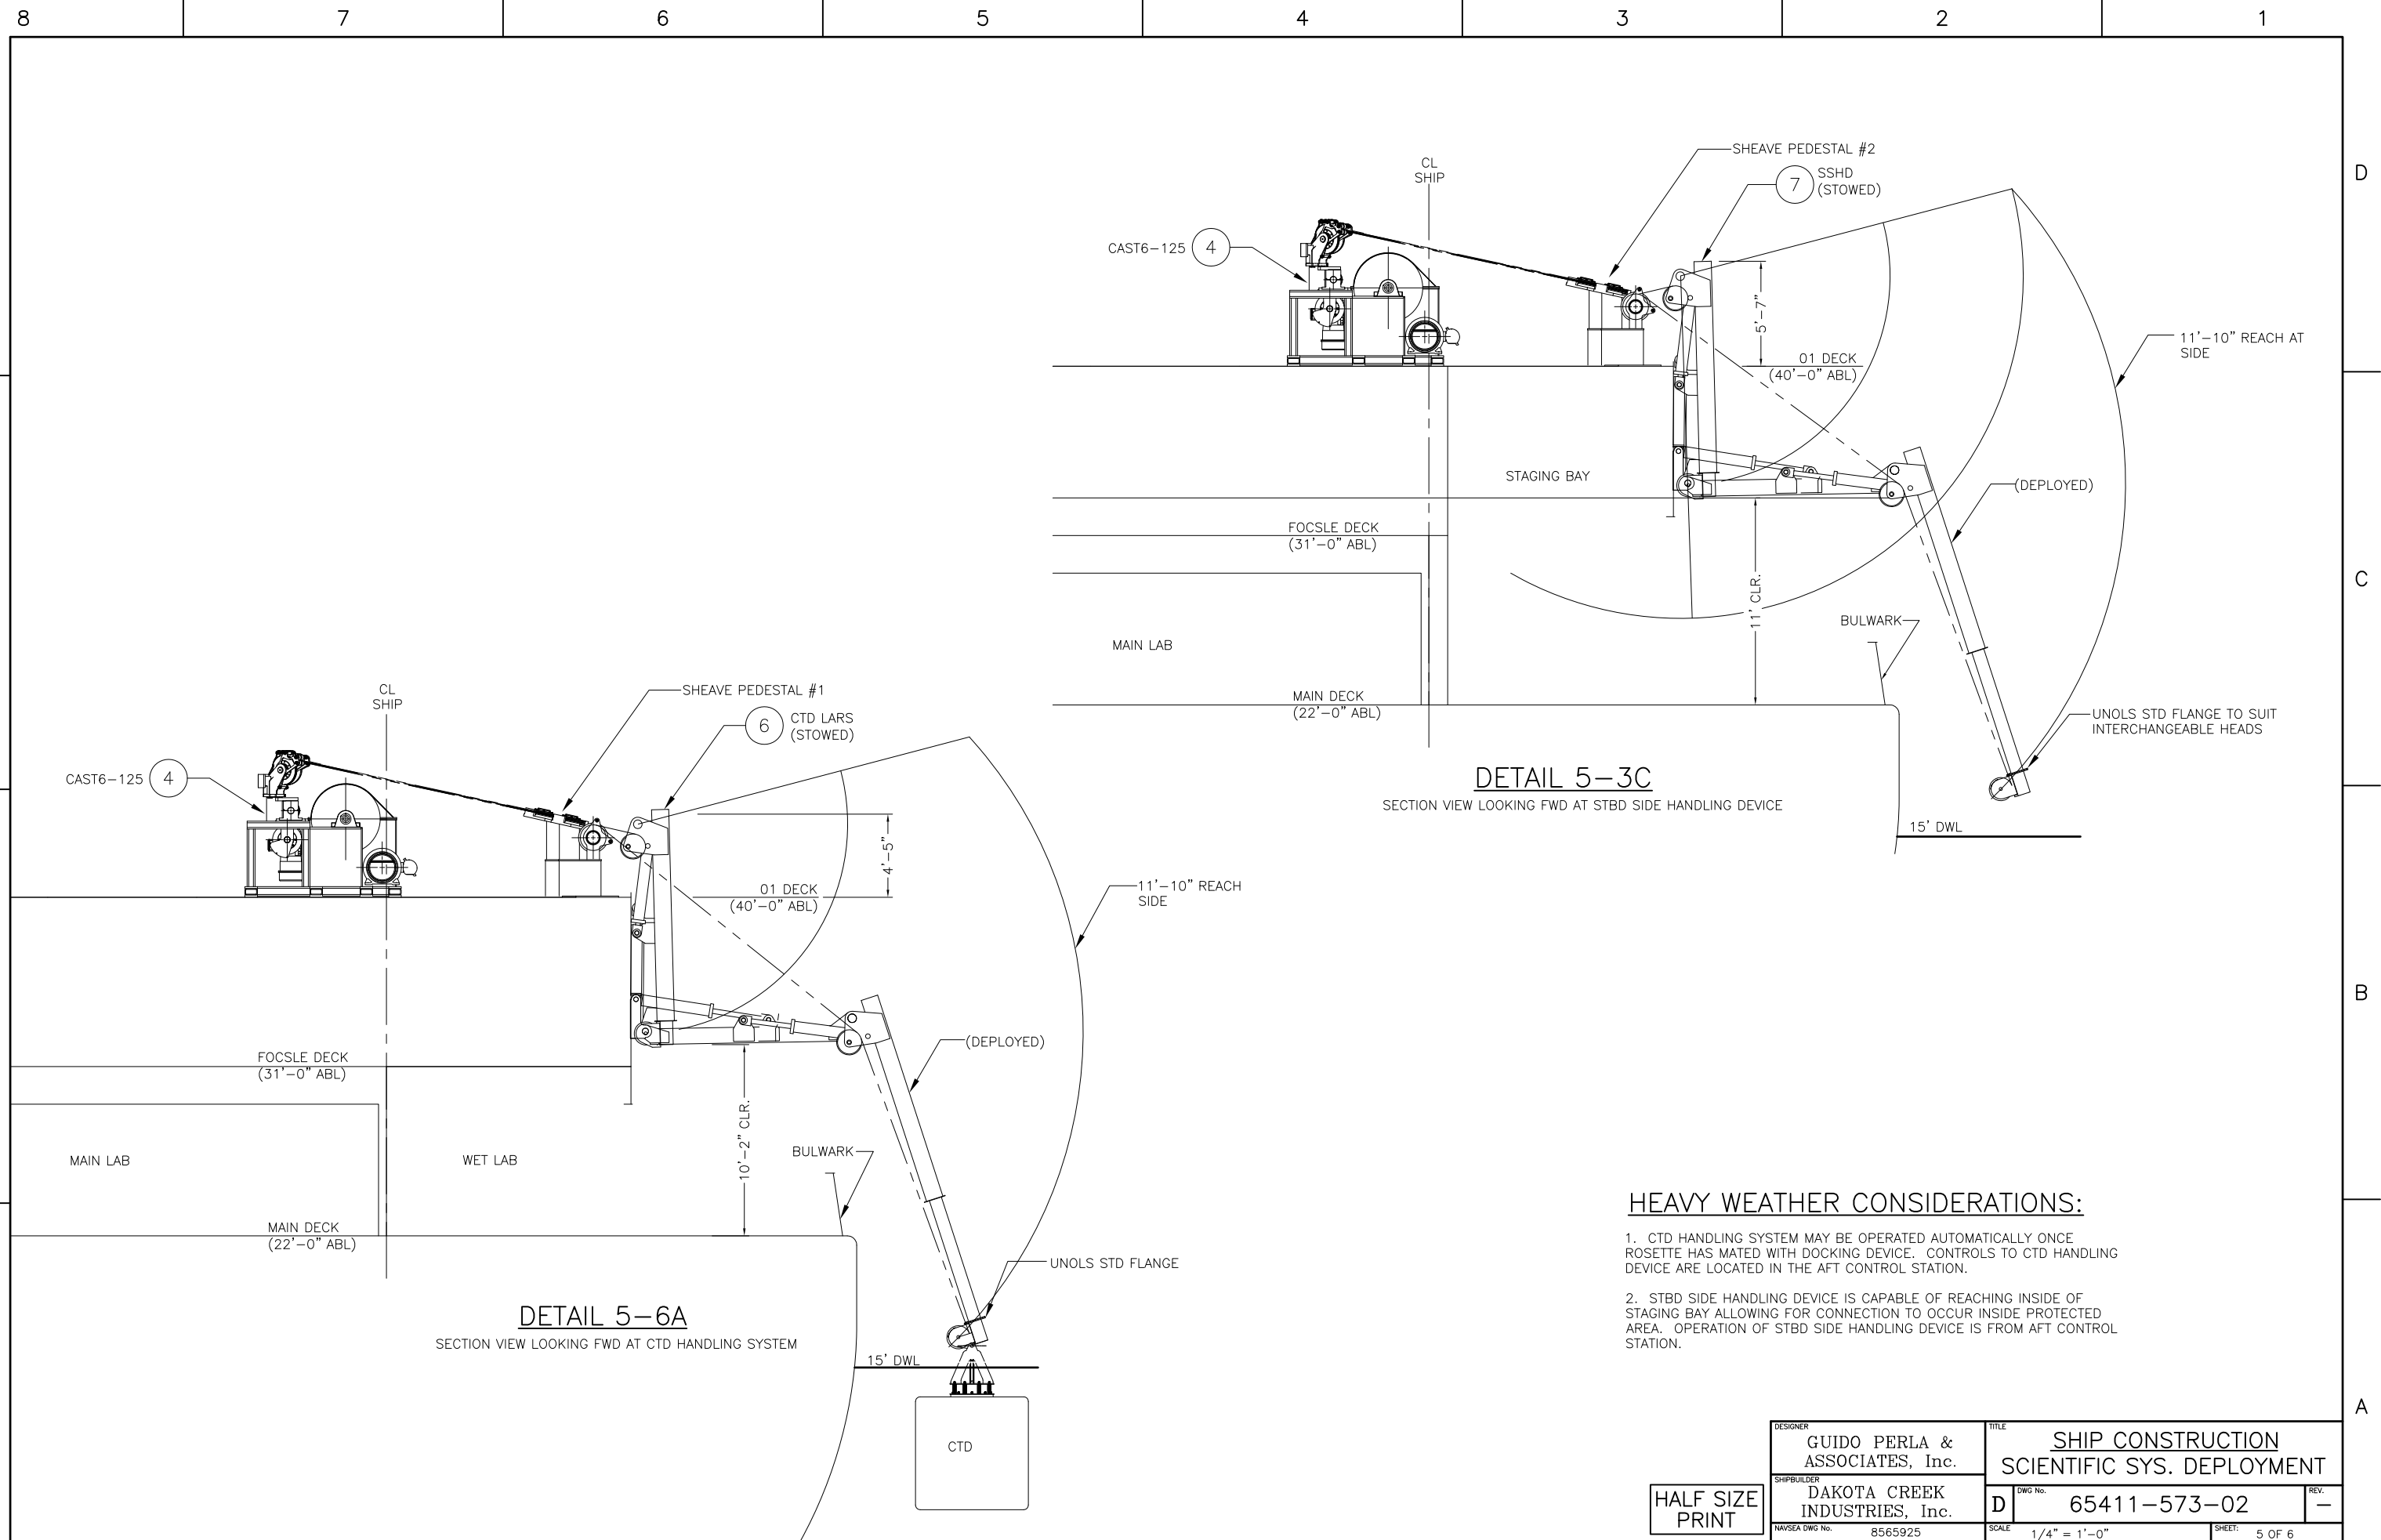 8 7 6 5 4 3 2 1
D
C
B
A
CL
SHIP
SHEAVE PEDESTAL #2
7
SSHD
(STOWED)
CAST6-125
4
5'-7"
01 DECK
(40'-0" ABL)
11'-10" REACH AT
SIDE
STAGING BAY
(DEPLOYED)
FOCSLE DECK
(31'-0" ABL)
11' CLR.
BULWARK
MAIN LAB
MAIN DECK
(22'-0" ABL)
UNOLS STD FLANGE TO SUIT
INTERCHANGEABLE HEADS
DETAIL 5-3C
SECTION VIEW LOOKING FWD AT STBD SIDE HANDLING DEVICE
15' DWL
CL
SHIP
SHEAVE PEDESTAL #1
6
CTD LARS
(STOWED)
CAST6-125
4
4'-5"
01 DECK
(40'-0" ABL)
11'-10" REACH
SIDE
(DEPLOYED)
FOCSLE DECK
(31'-0" ABL)
10'-2" CLR.
BULWARK
MAIN LAB
WET LAB
MAIN DECK
(22'-0" ABL)
UNOLS STD FLANGE
DETAIL 5-6A
SECTION VIEW LOOKING FWD AT CTD HANDLING SYSTEM
15' DWL
CTD
HEAVY WEATHER CONSIDERATIONS:
1. CTD HANDLING SYSTEM MAY BE OPERATED AUTOMATICALLY ONCE
ROSETTE HAS MATED WITH DOCKING DEVICE. CONTROLS TO CTD HANDLING
DEVICE ARE LOCATED IN THE AFT CONTROL STATION.
2. STBD SIDE HANDLING DEVICE IS CAPABLE OF REACHING INSIDE OF
STAGING BAY ALLOWING FOR CONNECTION TO OCCUR INSIDE PROTECTED
AREA. OPERATION OF STBD SIDE HANDLING DEVICE IS FROM AFT CONTROL
STATION.
HALF SIZE
PRINT
DESIGNER
GUIDO PERLA &
ASSOCIATES, Inc.
SHIPBUILDER
DAKOTA CREEK
INDUSTRIES, Inc.
NAVSEA DWG No.
8565925
TITLE
SHIP CONSTRUCTION
SCIENTIFIC SYS. DEPLOYMENT
D
DWG No.
65411-573-02
REV.
-
SCALE
1/4" = 1'-0"
SHEET:
5 OF 6